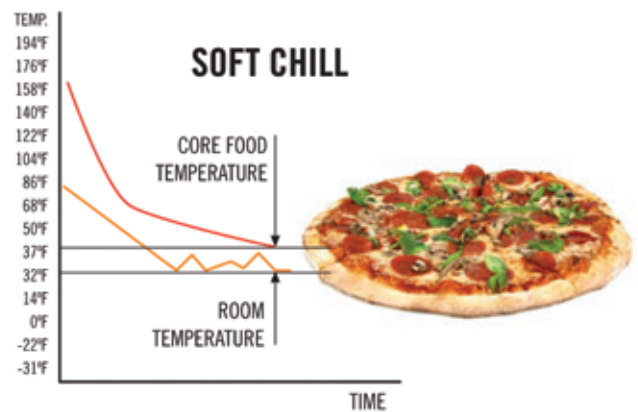 TEMP.
194°F
176°F
158°F
140°F
122°F
104°F
86°F
68°F
50°F
37°F
32°F
14°F
0°F
-22°F
-31°F
SOFT CHILL
CORE FOOD
TEMPERATURE
ROOM
TEMPERATURE
TIME